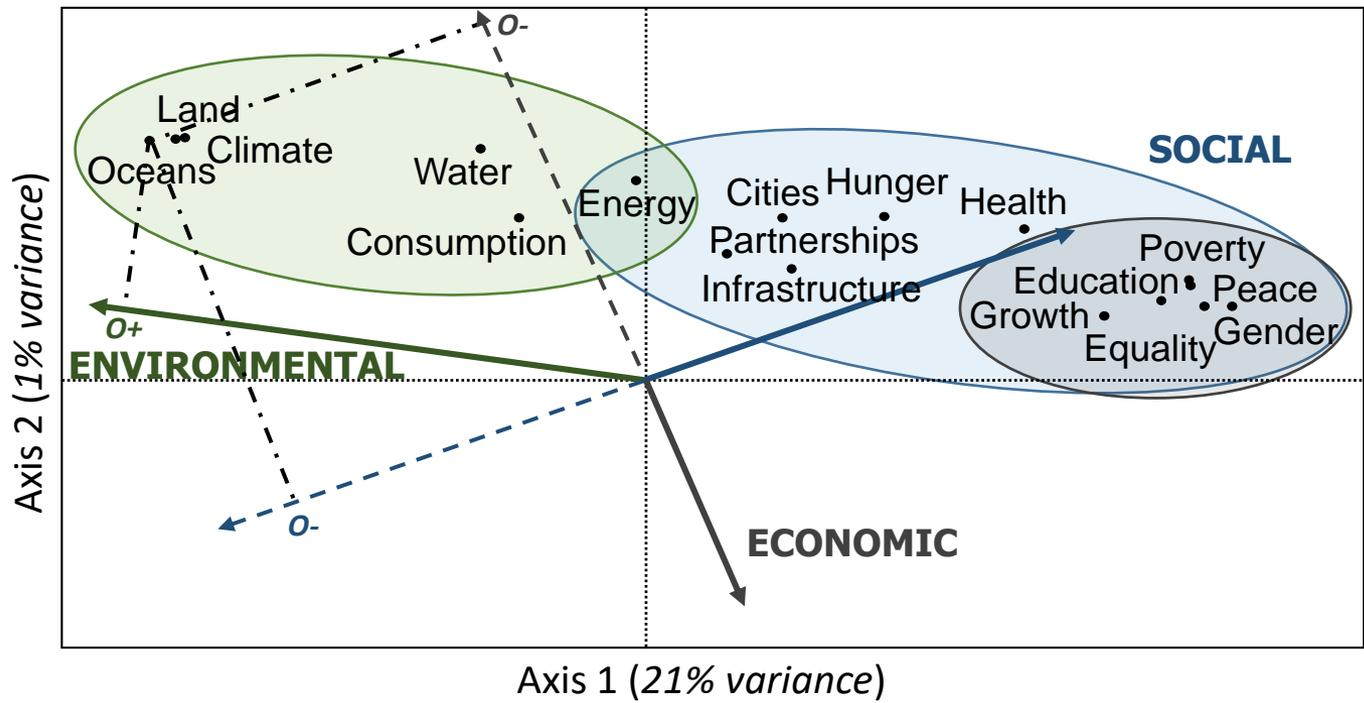 O-
Land
Climate
Oceans
Water
Energy
Consumption
SOCIAL
Cities
Hunger
Health
Partnerships
Infrastructure
Poverty
Education
Peace
Growth
Gender
Equality
O+
ENVIRONMENTAL
O-
ECONOMIC
Axis 2 (1% variance)
Axis 1 (21% variance)